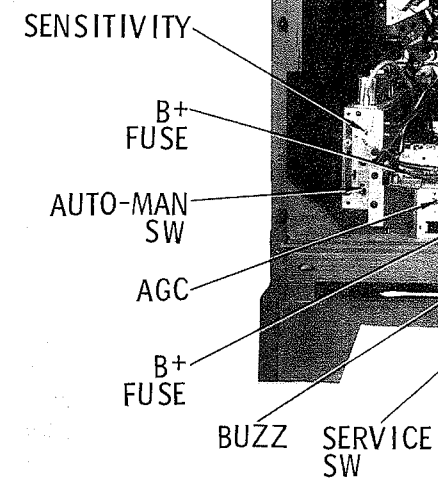 SENSITIVITY
B+
FUSE
AUTO-MAN
SW
AGC
B+
FUSE
BUZZ
SERVICE
SW